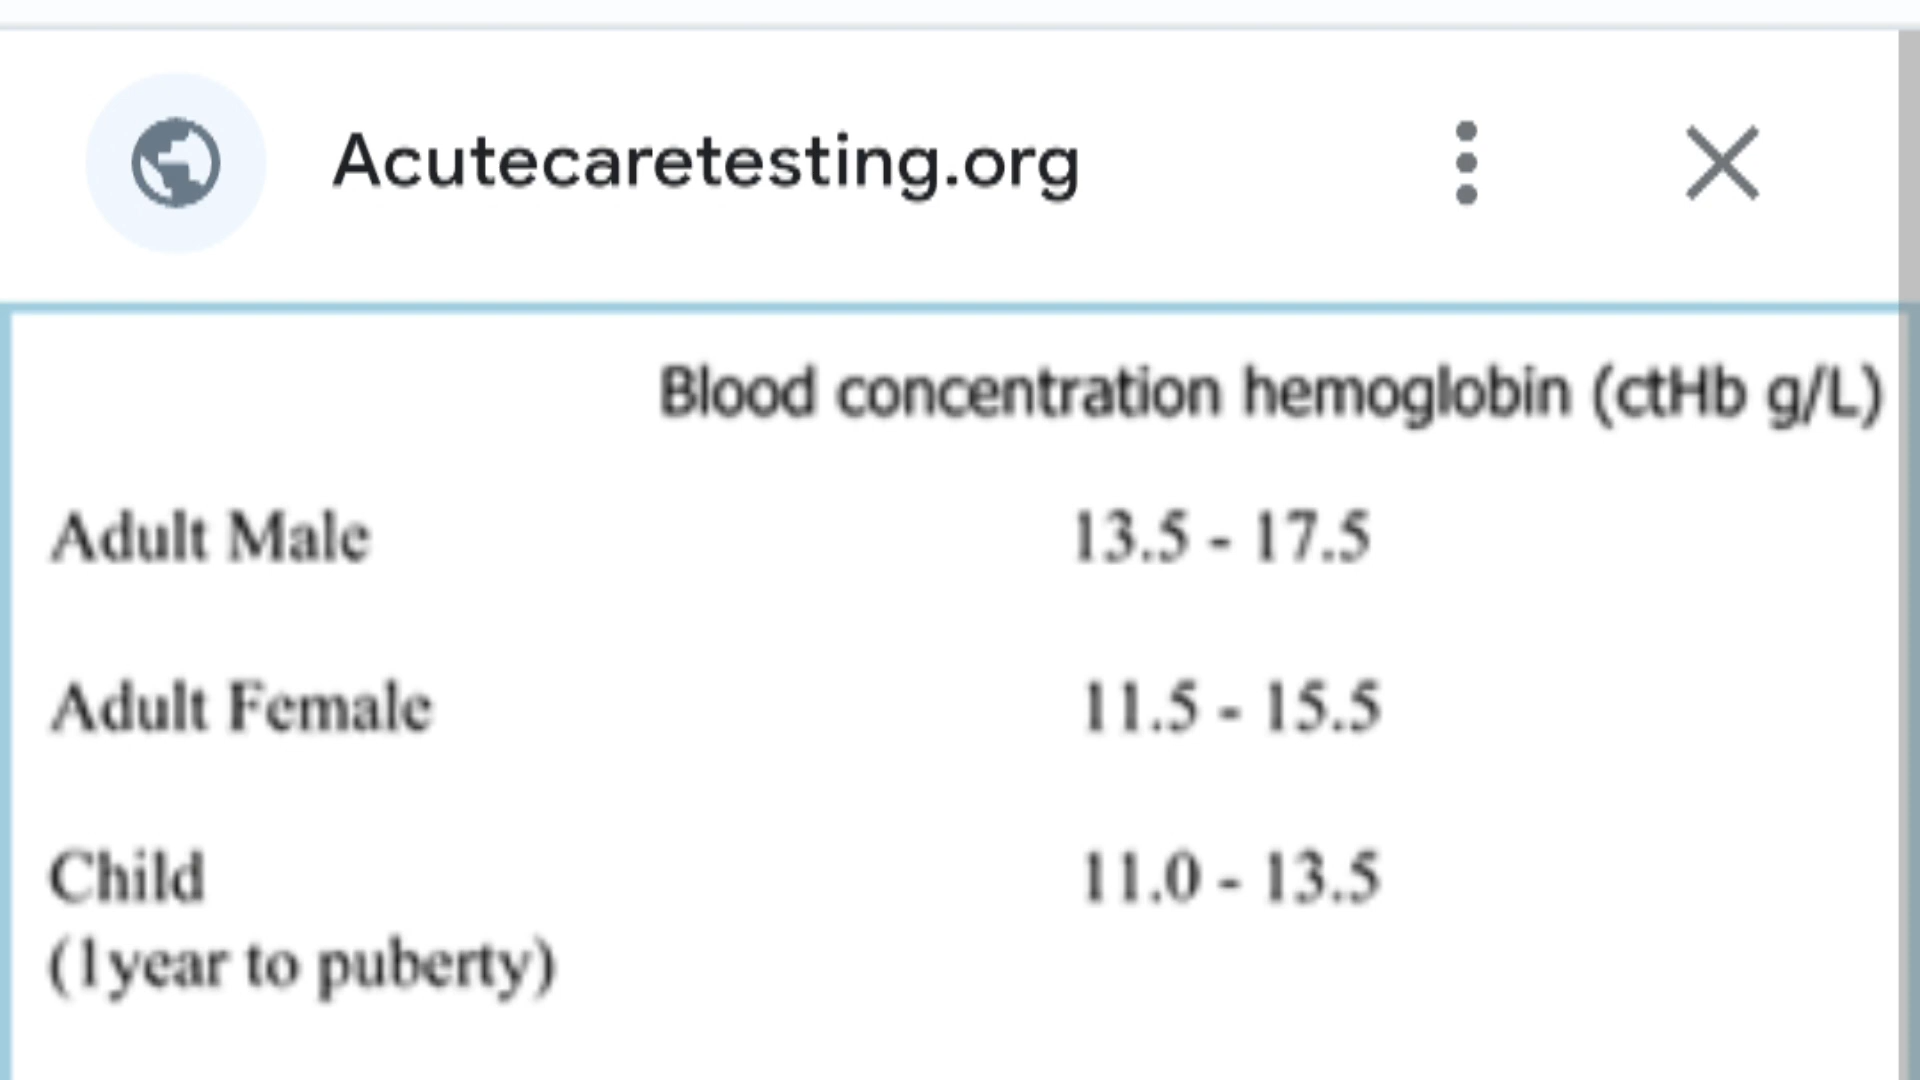 Acutecaretesting.org
Blood concentration hemoglobin (ctHb g/L)
Adult Male 13.5 - 17.5
Adult Female 11.5 - 15.5
Child 11.0 - 13.5
(1year to puberty)